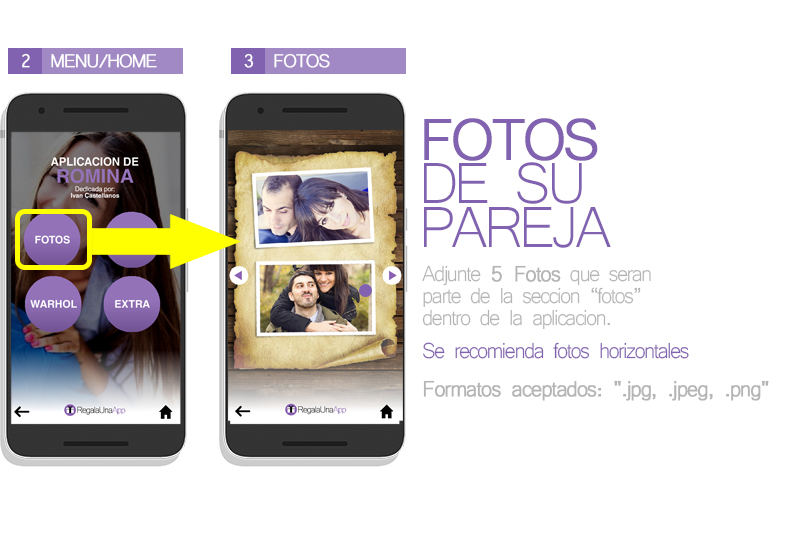 2 MENU/HOME
3 FOTOS
APLICACION DE
ROMINA
Dedicada por:
Ivan Castellanos
FOTOS
WARHOL
EXTRA
RegalaUnaApp
RegalaUnaApp
FOTOS
DE SU
PAREJA
Adjunte 5 Fotos que seran
parte de la seccion “fotos”
dentro de la aplicacion.
Se recomienda fotos horizontales
Formatos aceptados: ".jpg, .jpeg, .png"